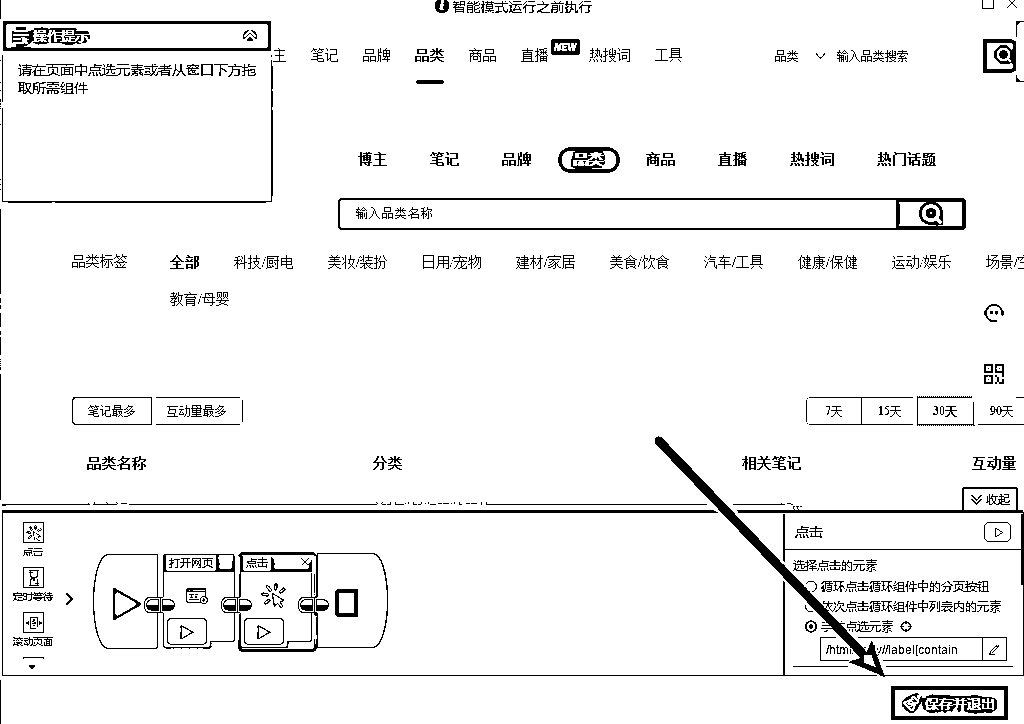 智能模式运行之前执行
操作提示
请在页面中点选元素或者从窗口下方拖
取所需组件
主 笔记 品牌 品类 商品 直播 NEW 热搜词 工具 品类 输入品类搜索
博主 笔记 品牌 品类 商品 直播 热搜词 热门话题
输入品类名称
品类标签 全部 科技/厨电 美妆/装扮 日用/宠物 建材/家居 美食/饮食 汽车/工具 健康/保健 运动/娱乐 场景/
教育/母婴
笔记最多 互动量最多 7天 15天 30天 90天
品类名称 分类 相关笔记 互动量
收起
点击
定时等待
滚动页面
打开网页 点击
点击
选择点击的元素
循环点击循环组件中的分页按钮
依次点击循环组件中列表内的元素
点选元素
/htm //label[contain
保存并退出